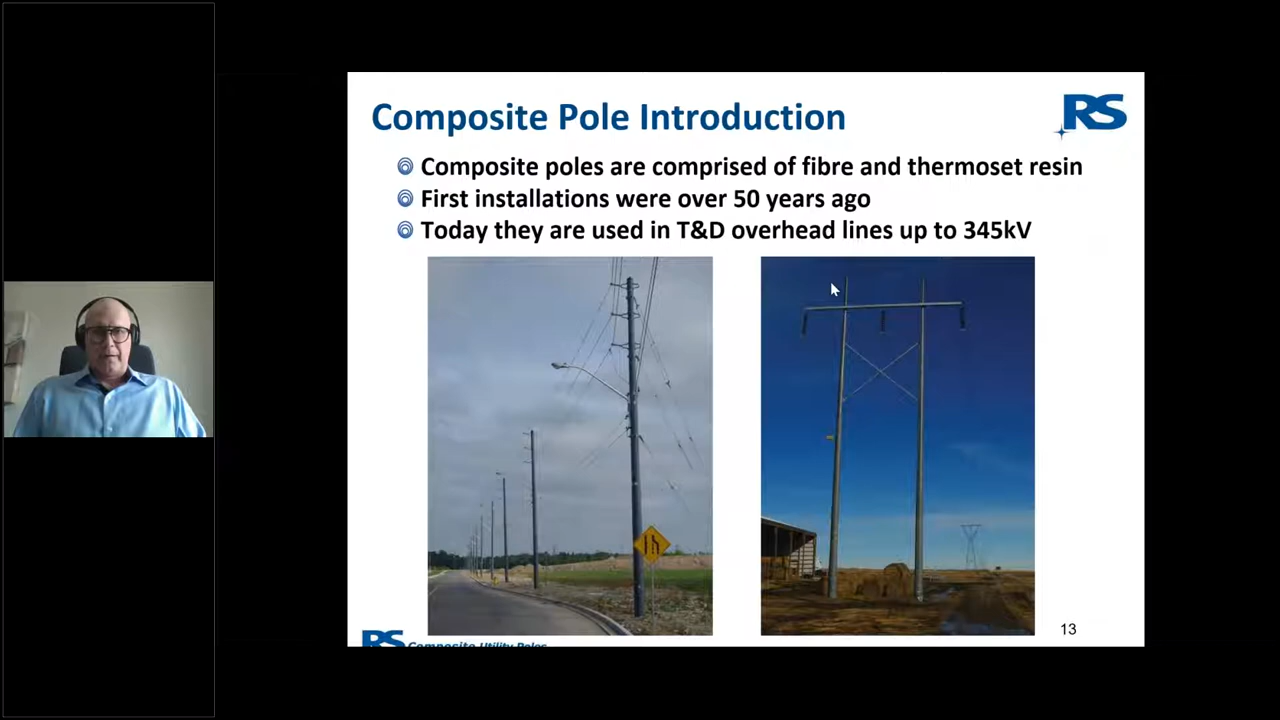 Composite Pole Introduction
RS
Composite poles are comprised of fibre and thermoset resin
First installations were over 50 years ago
Today they are used in T&D overhead lines up to 345kV
13
RS Composite Utility Poles